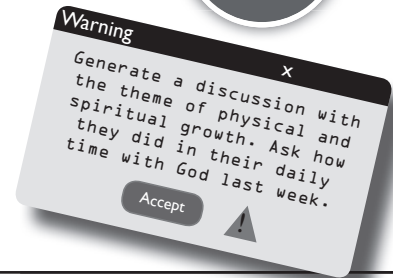 Warning
x
Generate a discussion with
the theme of physical and
spiritual growth. Ask how
they did in their daily
time with God last week.
Accept
!